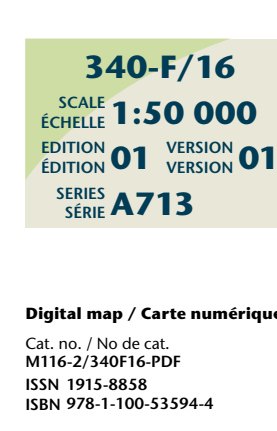 340-F/16
SCALE
ÉCHELLE 1:50 000
EDITION
ÉDITION 01 VERSION
VERSION 01
SERIES
SÉRIE A713
Digital map / Carte numérique
Cat. no. / No de cat.
M116-2/340F16-PDF
ISSN 1915-8858
ISBN 978-1-100-53594-4